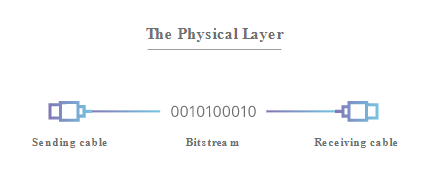 The Physical Layer
0010100010
Sending cable
Bitstream
Receiving cable